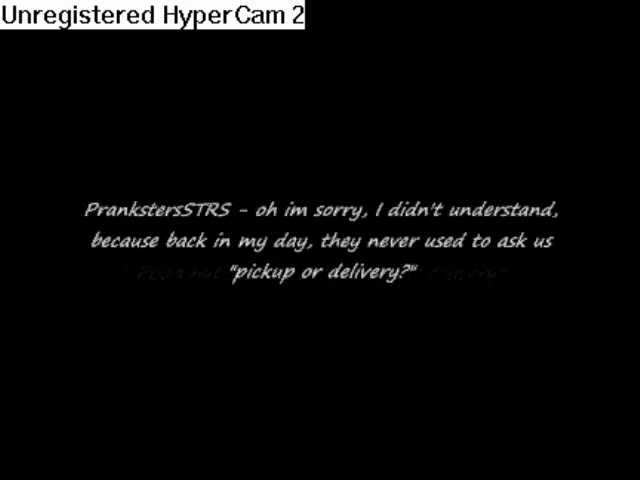 Unregistered HyperCam 2
PrankstersSTRS - oh im sorry, I didn't understand,
because back in my day, they never used to ask us
"pickup or delivery?"